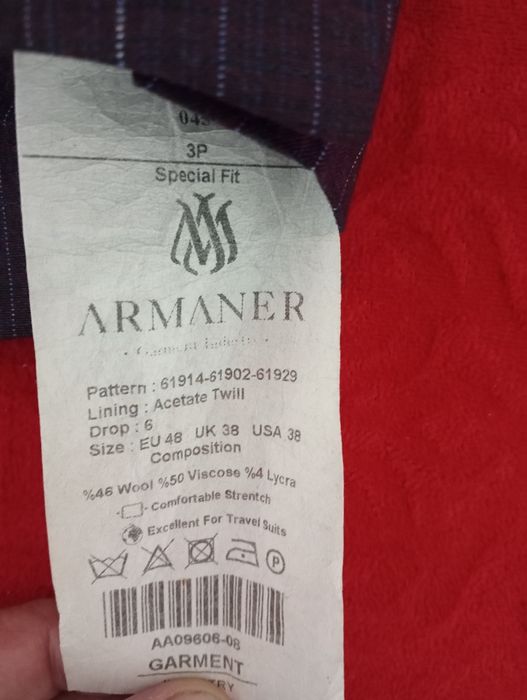 3P
Special Fit
ARMANER
Pattern : 61914-61902-61929
Lining : Acetate Twill
Drop : 6
Size : EU 48 UK 38 USA 38
Composition
%46 Wool %50 Viscose %4 Lycra
Comfortable Strentch
Excellent For Travel Suits
P
AA09606-08
GARMENT